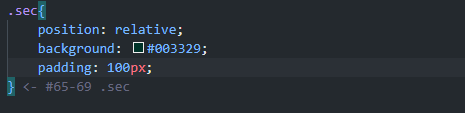 .sec{
position: relative;
background: #003329;
padding: 100px;
} <- #65-69 .sec